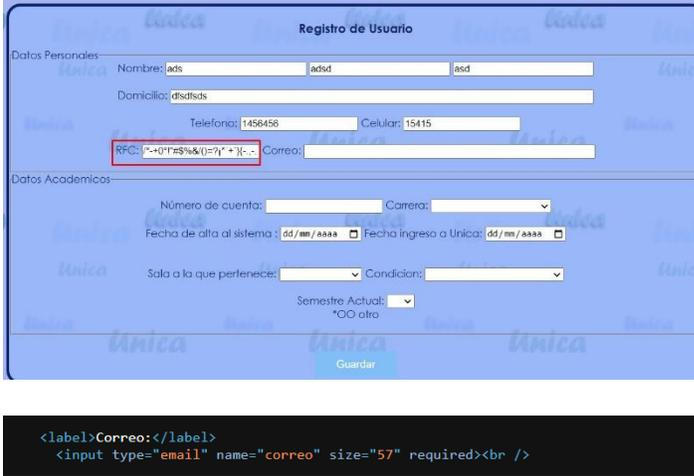 Registro de Usuario
Datos Personales
Nombre: ads adsd asd
Domicilio: dfsdfsds
Telefono: 1456456 Celular: 15415
RFC: /*-+0°!"#$%&/()=?¡* Correo:
Datos Academicos
Número de cuenta: Carrera:
Fecha de alta al sistema : dd/mm/aaaa Fecha ingreso a Unica: dd/mm/aaaa
Sala a la que pertenece: Condicion:
Semestre Actual:
*OO otro
Guardar
Unica
<label>Correo:</label>
<input type="email" name="correo" size="57" required><br />